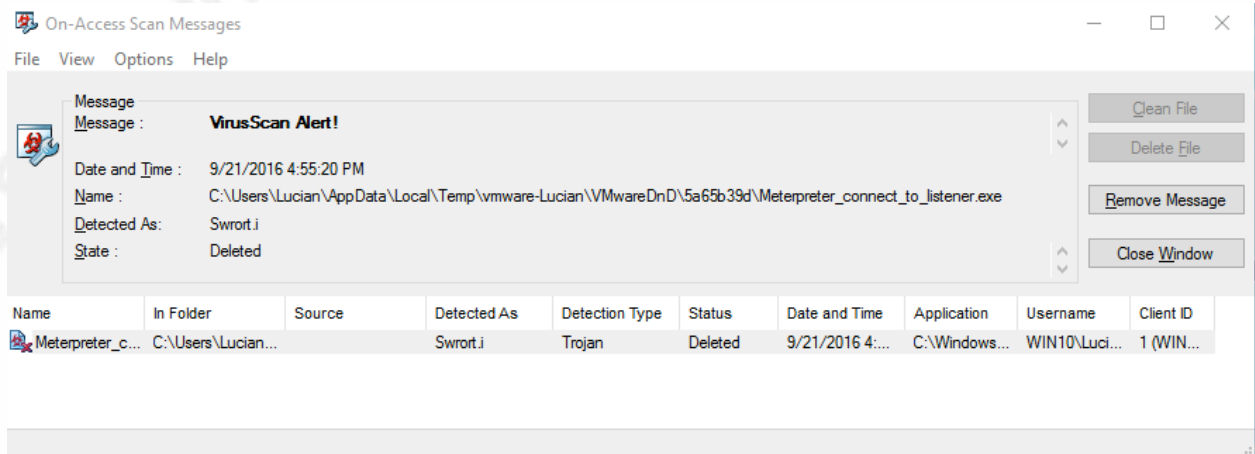 On-Access Scan Messages
File View Options Help
Message
Message : VirusScan Alert!
Date and Time : 9/21/2016 4:55:20 PM
Name : C:\Users\Lucian\AppData\Local\Temp\vmware-Lucian\VMwareDnD\5a65b39d\Meterpreter_connect_to_listener.exe
Detected As: Swrort.i
State : Deleted
Clean File
Delete File
Remove Message
Close Window
Name In Folder Source Detected As Detection Type Status Date and Time Application Username Client ID
Meterpreter_c... C:\Users\Lucian... Swrort.i Trojan Deleted 9/21/2016 4:... C:\Windows... WIN10\Luci... 1 (WIN...